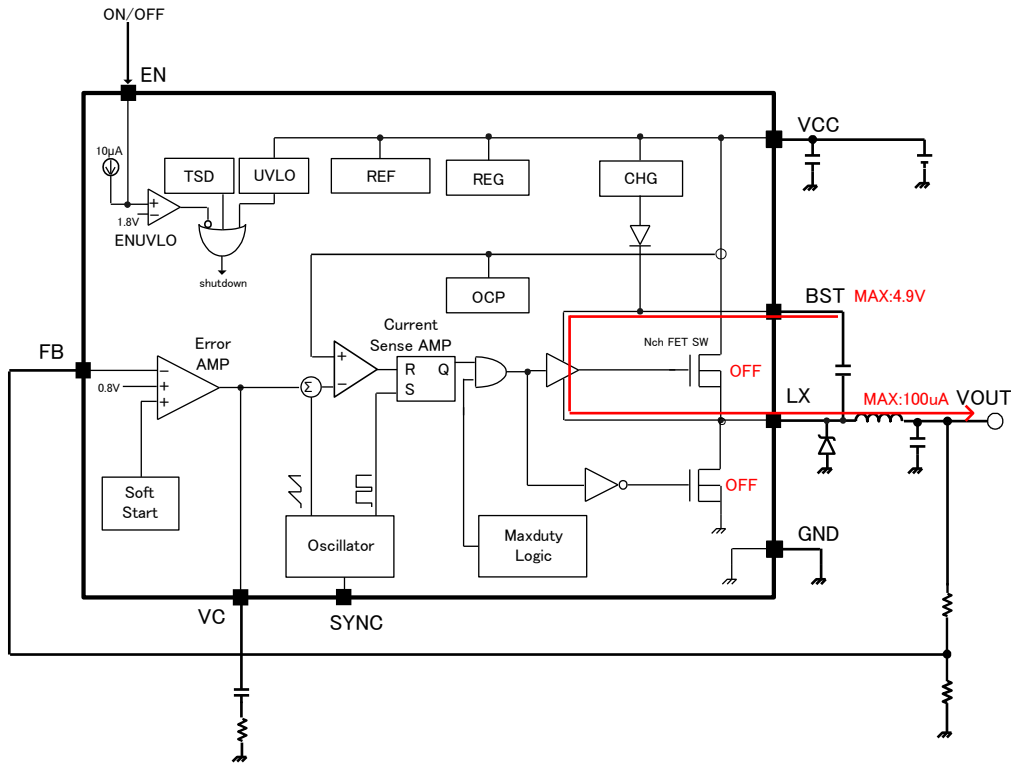 ON/OFF
EN
VCC
10μA
TSD
UVLO
REF
REG
CHG
1.8V
ENUVLO
shutdown
OCP
BST
MAX:4.9V
Current
Sense AMP
Nch FET SW
FB
Error
AMP
R
Q
S
OFF
0.8V
Σ
LX
MAX:100uA
VOUT
Soft
Start
OFF
Oscillator
Maxduty
Logic
GND
VC
SYNC